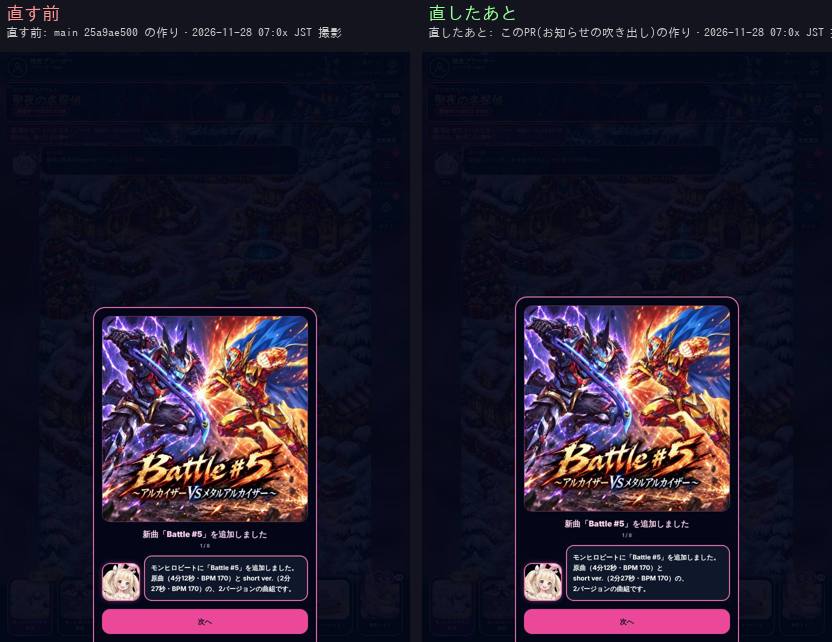 直す前
直す前: main 25a9ae500 の作り・2026-11-28 07:0x JST 撮影
聖夜の名探偵
Battle #5
～アルカイザー VS メタルアルカイザー～
新曲「Battle #5」を追加しました
1 / 8
モンヒロビートに「Battle #5」を追加しました。
原曲（4分12秒・BPM 170）と short ver.（2分
27秒・BPM 170）の、2バージョンの曲組です。
次へ
直したあと
直したあと: このPR(お知らせの吹き出し)の作り・2026-11-28 07:0x JST
Battle #5
～アルカイザー VS メタルアルカイザー～
新曲「Battle #5」を追加しました
1 / 8
モンヒロビートに「Battle #5」を追加しました。
原曲（4分12秒・BPM 170）と
short ver.（2分27秒・BPM 170）の、
2バージョンの曲組です。
次へ